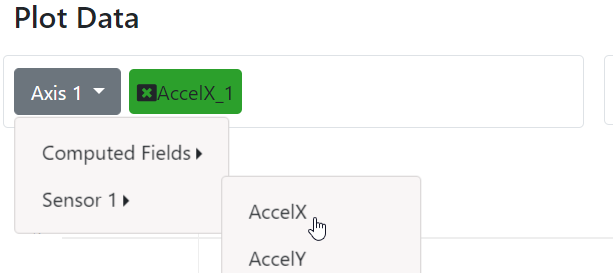 Plot Data
Axis 1 AccelX_1
Computed Fields
Sensor 1
AccelX
AccelY